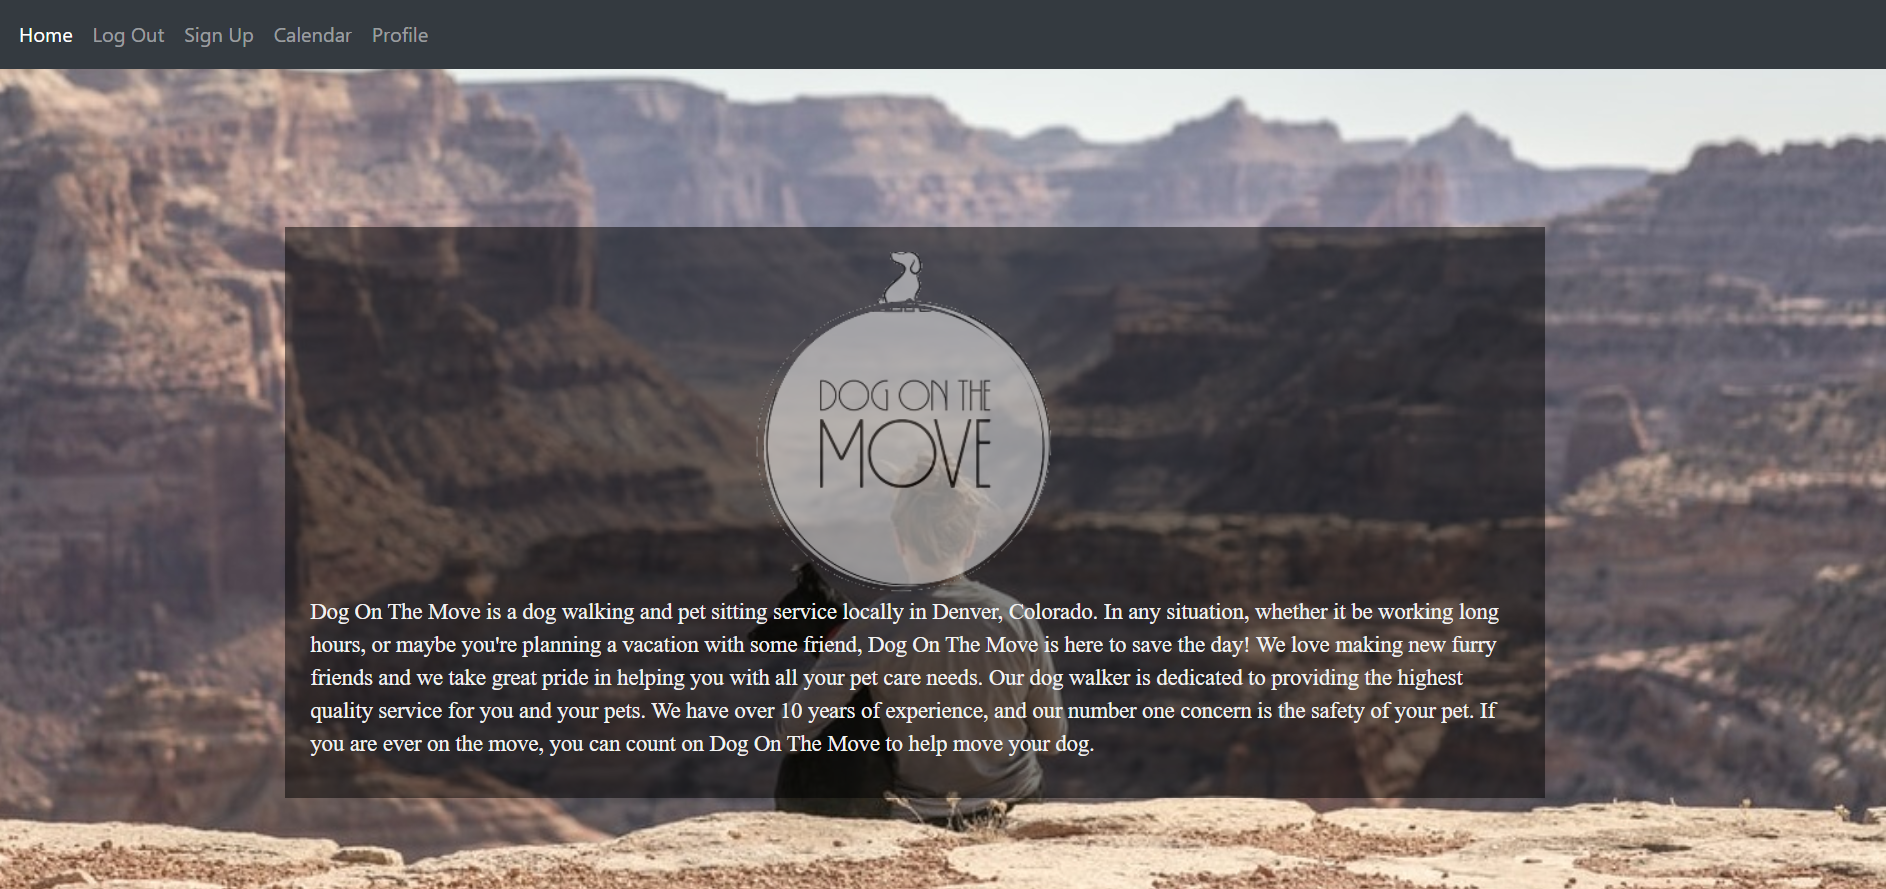 Home Log Out Sign Up Calendar Profile
DOG ON THE
MOVE
Dog On The Move is a dog walking and pet sitting service locally in Denver, Colorado. In any situation, whether it be working long
hours, or maybe you're planning a vacation with some friend, Dog On The Move is here to save the day! We love making new furry
friends and we take great pride in helping you with all your pet care needs. Our dog walker is dedicated to providing the highest
quality service for you and your pets. We have over 10 years of experience, and our number one concern is the safety of your pet. If
you are ever on the move, you can count on Dog On The Move to help move your dog.